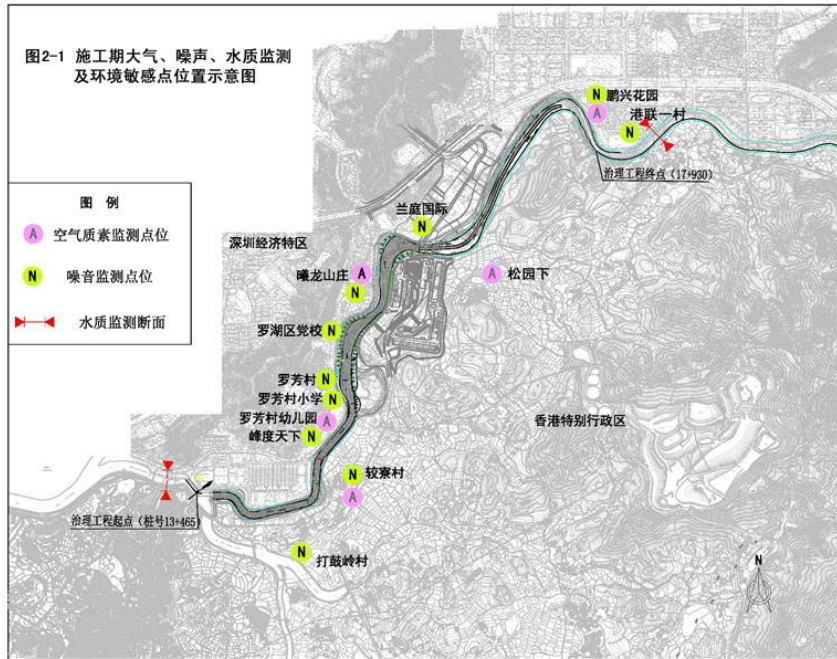 图2-1 施工期大气、噪声、水质监测
及环境敏感点位置示意图
N
鹏兴花园
A
港联一村
N
治理工程终点（17+930）
图 例
A
空气质素监测点位
N
噪音监测点位
水质监测断面
兰庭国际
N
深圳经济特区
曦龙山庄
A
N
A
松园下
罗湖区党校
N
罗芳村
N
罗芳村小学
N
罗芳村幼儿园
A
峰度天下
N
香港特别行政区
较寮村
N
A
治理工程起点（桩号13+465）
N
打鼓岭村
N